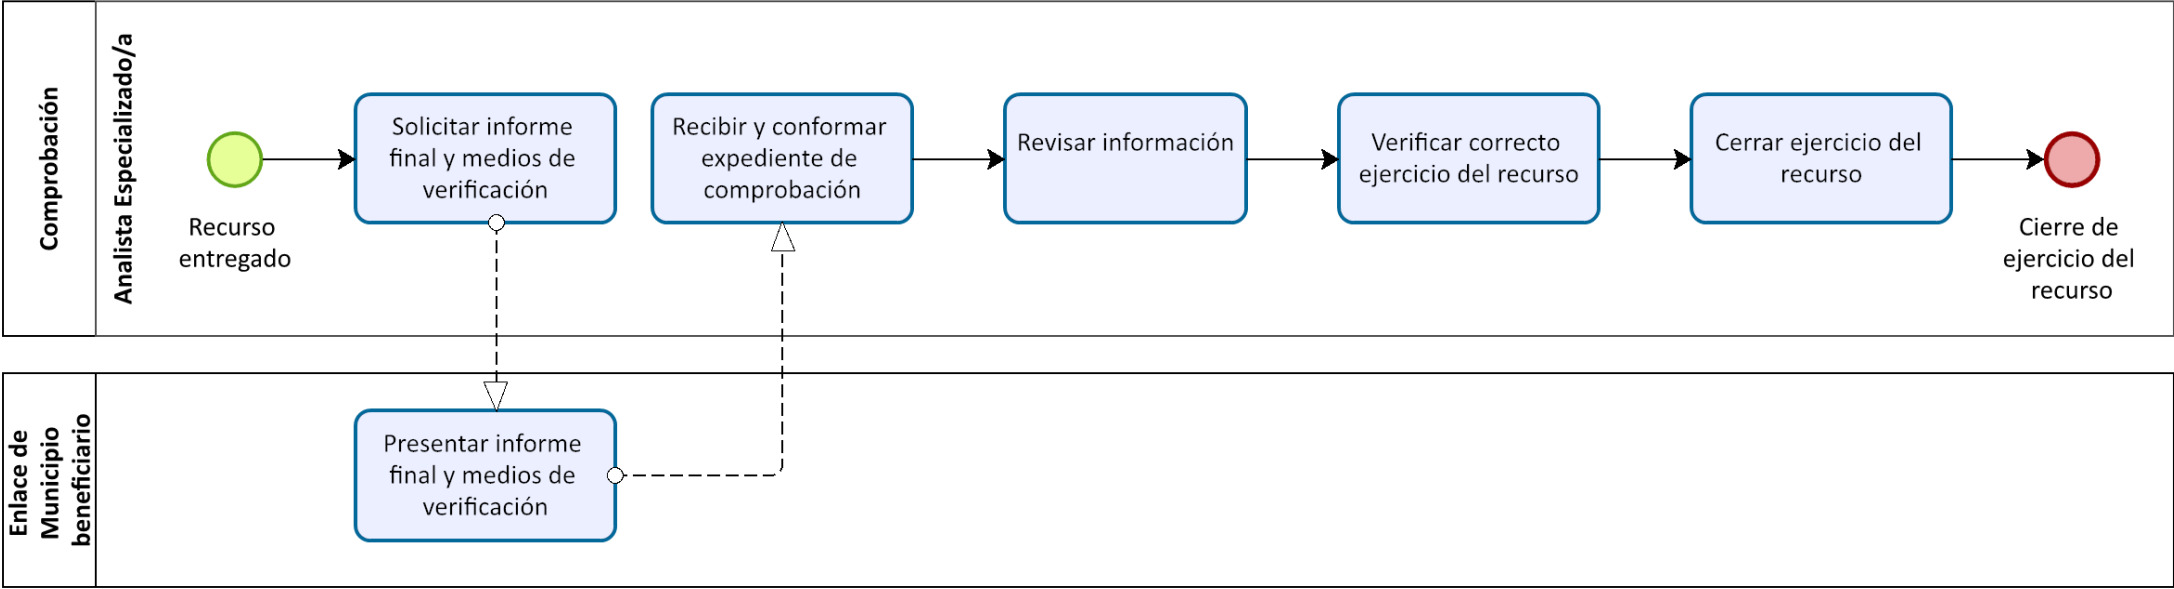 Comprobación
Analista Especializado/a
Recurso
entregado
Solicitar informe
final y medios de
verificación
Recibir y conformar
expediente de
comprobación
Revisar información
Verificar correcto
ejercicio del recurso
Cerrar ejercicio del
recurso
Cierre de
ejercicio del
recurso
Enlace de
Municipio
beneficiario
Presentar informe
final y medios de
verificación